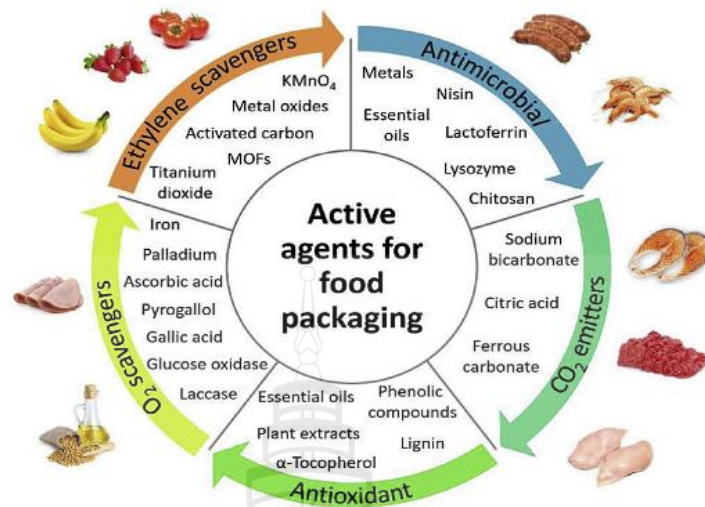 Active
agents for
food
packaging
Ethylene scavengers
KMnO₄
Metal oxides
Activated carbon
MOFs
Titanium
dioxide
Antimicrobial
Metals
Nisin
Essential
oils
Lactoferrin
Lysozyme
Chitosan
CO₂ emitters
Sodium
bicarbonate
Citric acid
Ferrous
carbonate
Antioxidant
Essential oils
Phenolic
compounds
Plant extracts
Lignin
α-Tocopherol
O₂ scavengers
Iron
Palladium
Ascorbic acid
Pyrogallol
Gallic acid
Glucose oxidase
Laccase